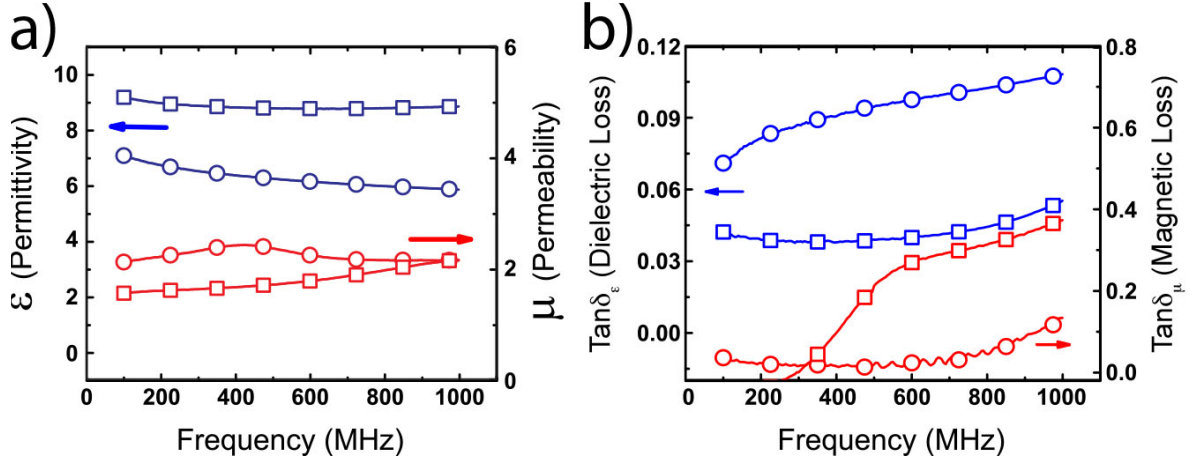 a)
ε (Permittivity)
10
8
6
4
2
0
6
4
2
0
μ (Permeability)
0 200 400 600 800 1000
Frequency (MHz)
b)
Tanδε (Dielectric Loss)
0.12
0.09
0.06
0.03
0.00
0.8
0.6
0.4
0.2
0.0
Tanδμ (Magnetic Loss)
0 200 400 600 800 1000
Frequency (MHz)